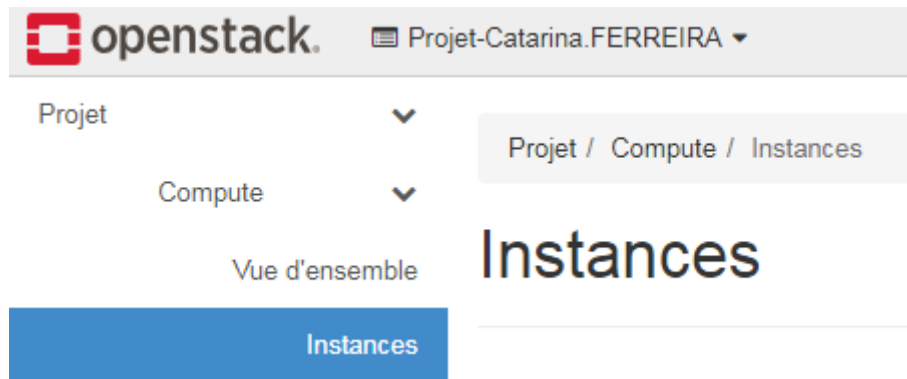 openstack. Projet-Catarina.FERREIRA
Projet
Projet / Compute / Instances
Compute
Vue d'ensemble
Instances
Instances